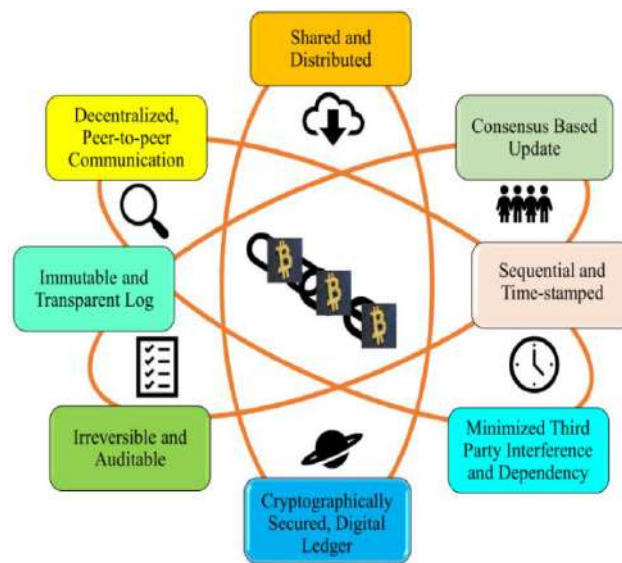 Shared and
Distributed
Decentralized,
Peer-to-peer
Communication
Consensus Based
Update
Immutable and
Transparent Log
Sequential and
Time-stamped
Irreversible and
Auditable
Minimized Third
Party Interference
and Dependency
Cryptographically
Secured, Digital
Ledger